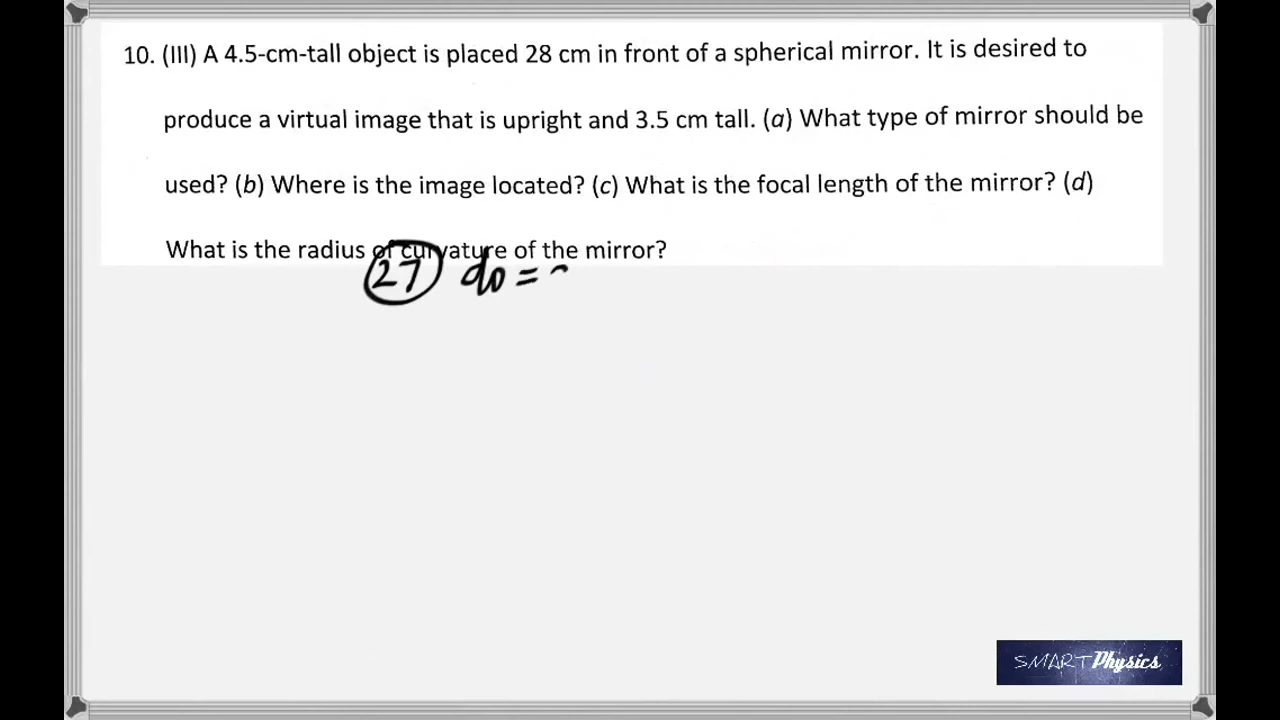 10. (III) A 4.5-cm-tall object is placed 28 cm in front of a spherical mirror. It is desired to
produce a virtual image that is upright and 3.5 cm tall. (a) What type of mirror should be
used? (b) Where is the image located? (c) What is the focal length of the mirror? (d)
What is the radius of curvature of the mirror?
27 do =
SMART Physics